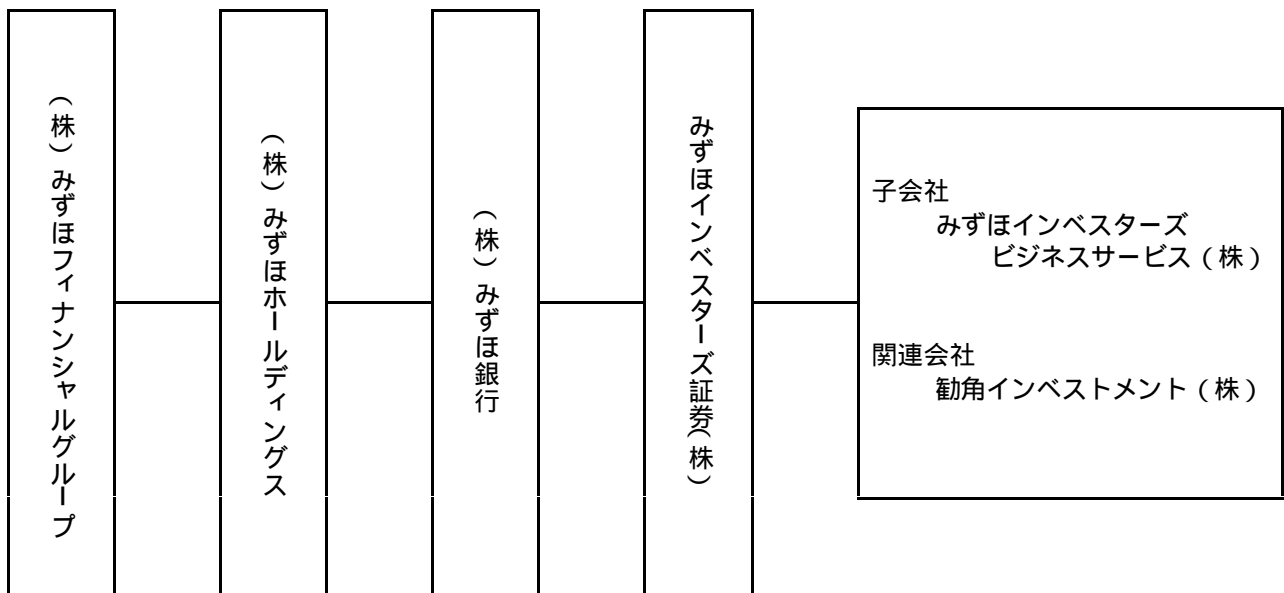 (株)みずほフィナンシャルグループ
(株)みずほホールディングス
(株)みずほ銀行
みずほインベスターズ証券(株)
子会社
みずほインベスターズ
ビジネスサービス(株)
関連会社
勧角インベストメント(株)